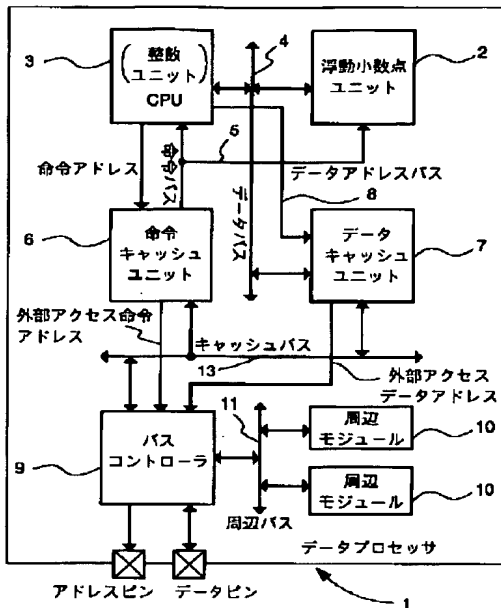 3
整数
ユニット
CPU
4
浮動小数点
ユニット
2
5
命令アドレス
命令バス
データアドレスバス
8
データバス
6
命令
キャッシュ
ユニット
データ
キャッシュ
ユニット
7
外部アクセス命令
アドレス
キャッシュバス
13
外部アクセス
データアドレス
11
9
バス
コントローラ
周辺
モジュール
10
周辺
モジュール
10
周辺バス
データプロセッサ
アドレスピン
データピン
1